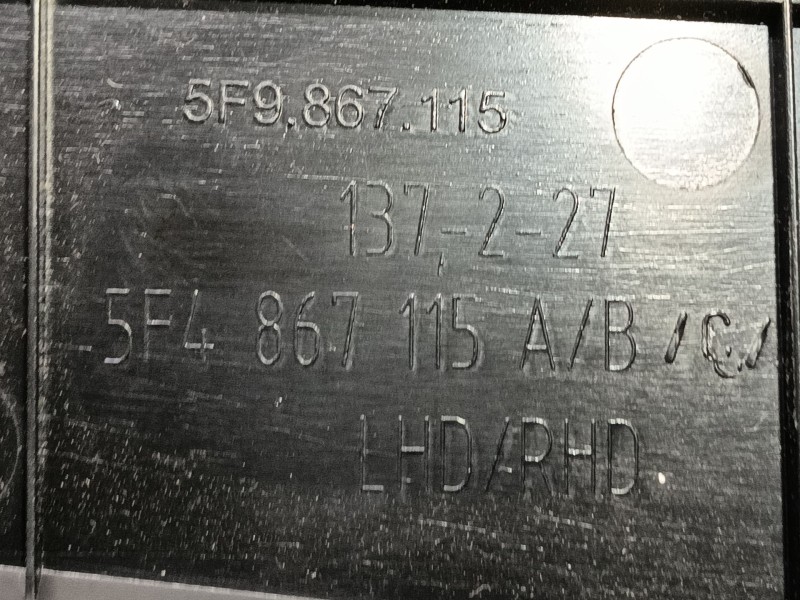 5F9.867.115
137-2-27
5F4 867 115 A/B/C/
LHD/RHD